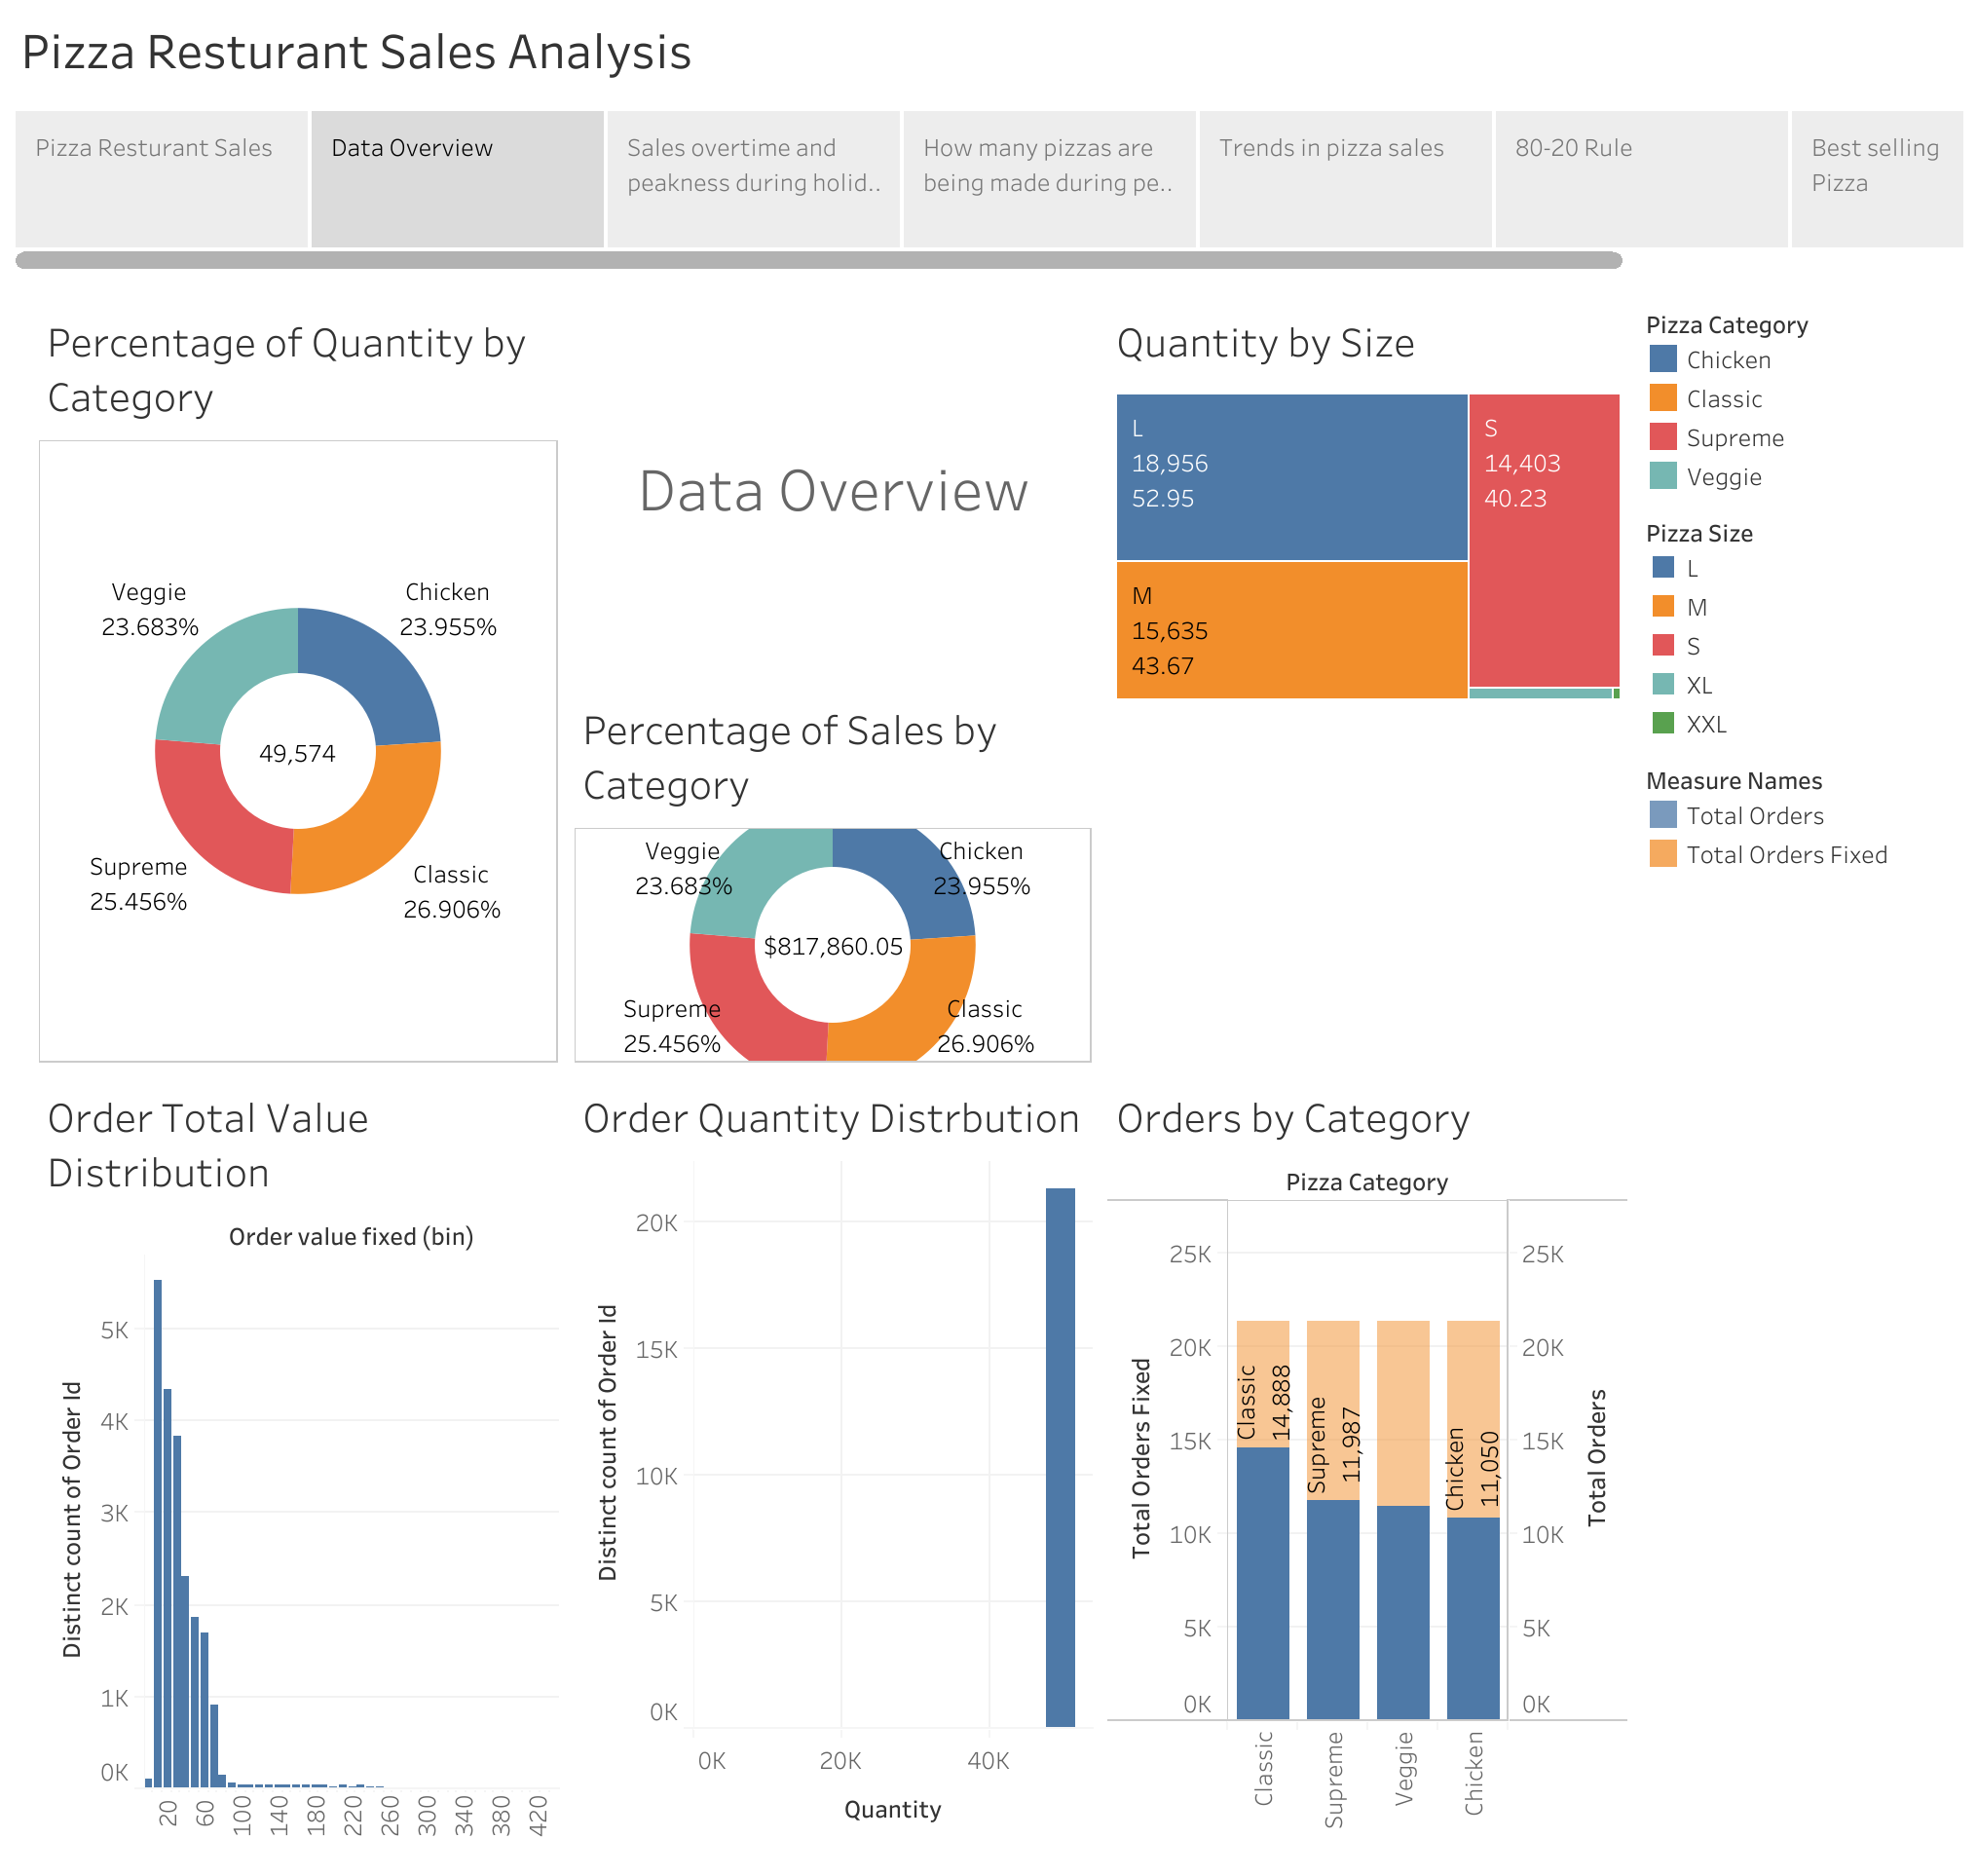 Pizza Resturant Sales Analysis
Pizza Resturant Sales
Data Overview
Sales overtime and
peakness during holid..
How many pizzas are
being made during pe..
Trends in pizza sales
80-20 Rule
Best selling
Pizza
Percentage of Quantity by
Category
Veggie
23.683%
Chicken
23.955%
49,574
Supreme
25.456%
Classic
26.906%
Data Overview
Percentage of Sales by
Category
Veggie
23.683%
Chicken
23.955%
$817,860.05
Supreme
25.456%
Classic
26.906%
Quantity by Size
L
18,956
52.95
S
14,403
40.23
M
15,635
43.67
Pizza Category
Chicken
Classic
Supreme
Veggie
Pizza Size
L
M
S
XL
XXL
Measure Names
Total Orders
Total Orders Fixed
Order Total Value
Distribution
Order value fixed (bin)
Distinct count of Order Id
5K
4K
3K
2K
1K
0K
20
60
100
140
180
220
260
300
340
380
420
Order Quantity Distrbution
Distinct count of Order Id
20K
15K
10K
5K
0K
0K
20K
40K
Quantity
Orders by Category
Pizza Category
Total Orders Fixed
25K
20K
15K
10K
5K
0K
Classic
14,888
Supreme
11,987
Chicken
11,050
25K
20K
15K
10K
5K
0K
Total Orders
Classic
Supreme
Veggie
Chicken